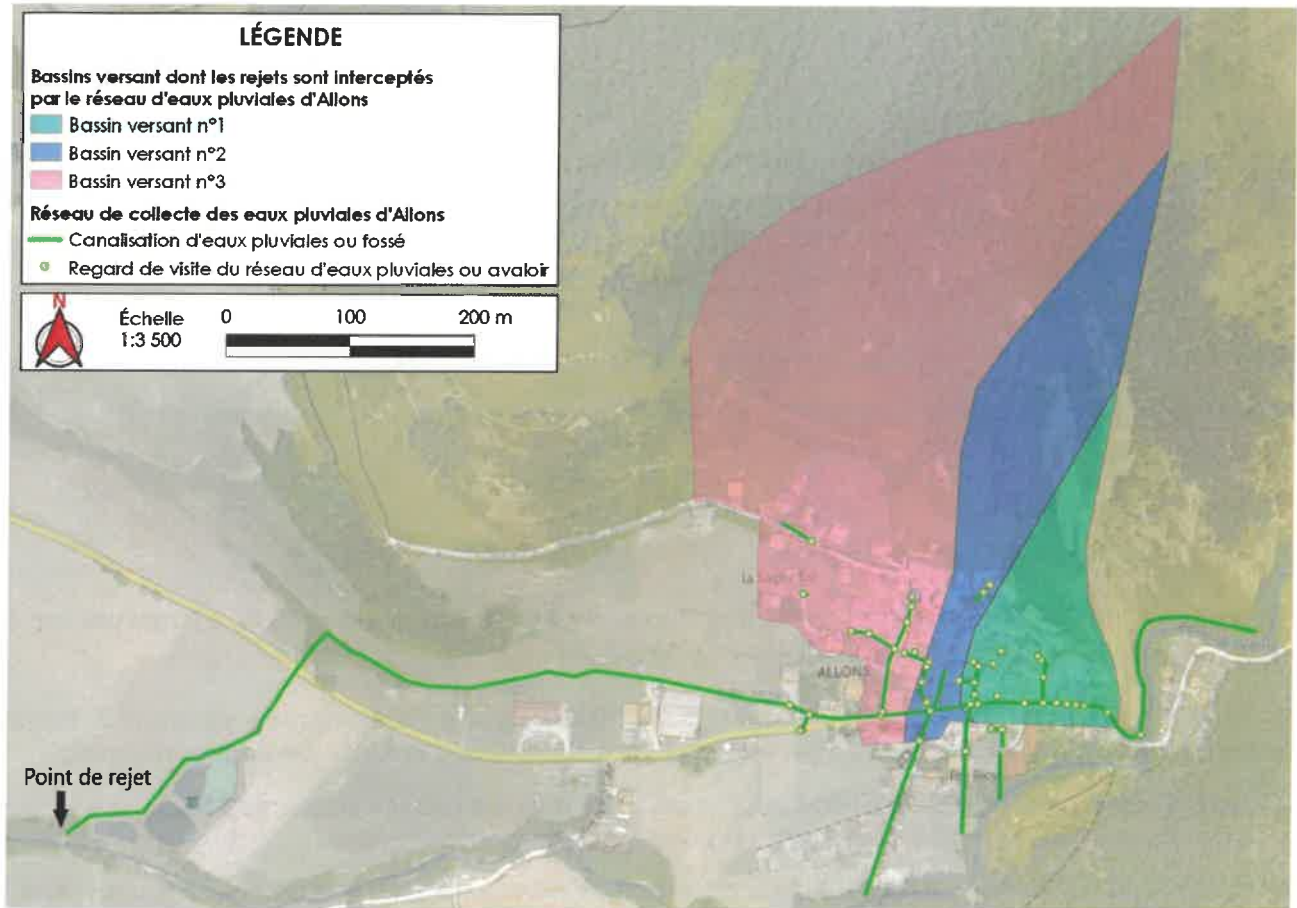 LÉGENDE
Bassins versant dont les rejets sont interceptés
par le réseau d'eaux pluviales d'Allons
Bassin versant n°1
Bassin versant n°2
Bassin versant n°3
Réseau de collecte des eaux pluviales d'Allons
Canalisation d'eaux pluviales ou fossé
Regard de visite du réseau d'eaux pluviales ou avaloir
N
Échelle
1:3 500
0 100 200 m
ALLONS
Point de rejet